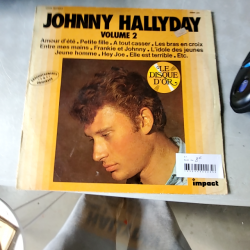 JOHNNY HALLYDAY
VOLUME 2
Amour d'été . Petite fille . A tout casser . Les bras en croix
Entre mes mains . Frankie et Johnny . L'idole des jeunes
Jeune homme . Hey Joe . Elle est terrible . Etc.
LE
DISQUE
D'OR
impact